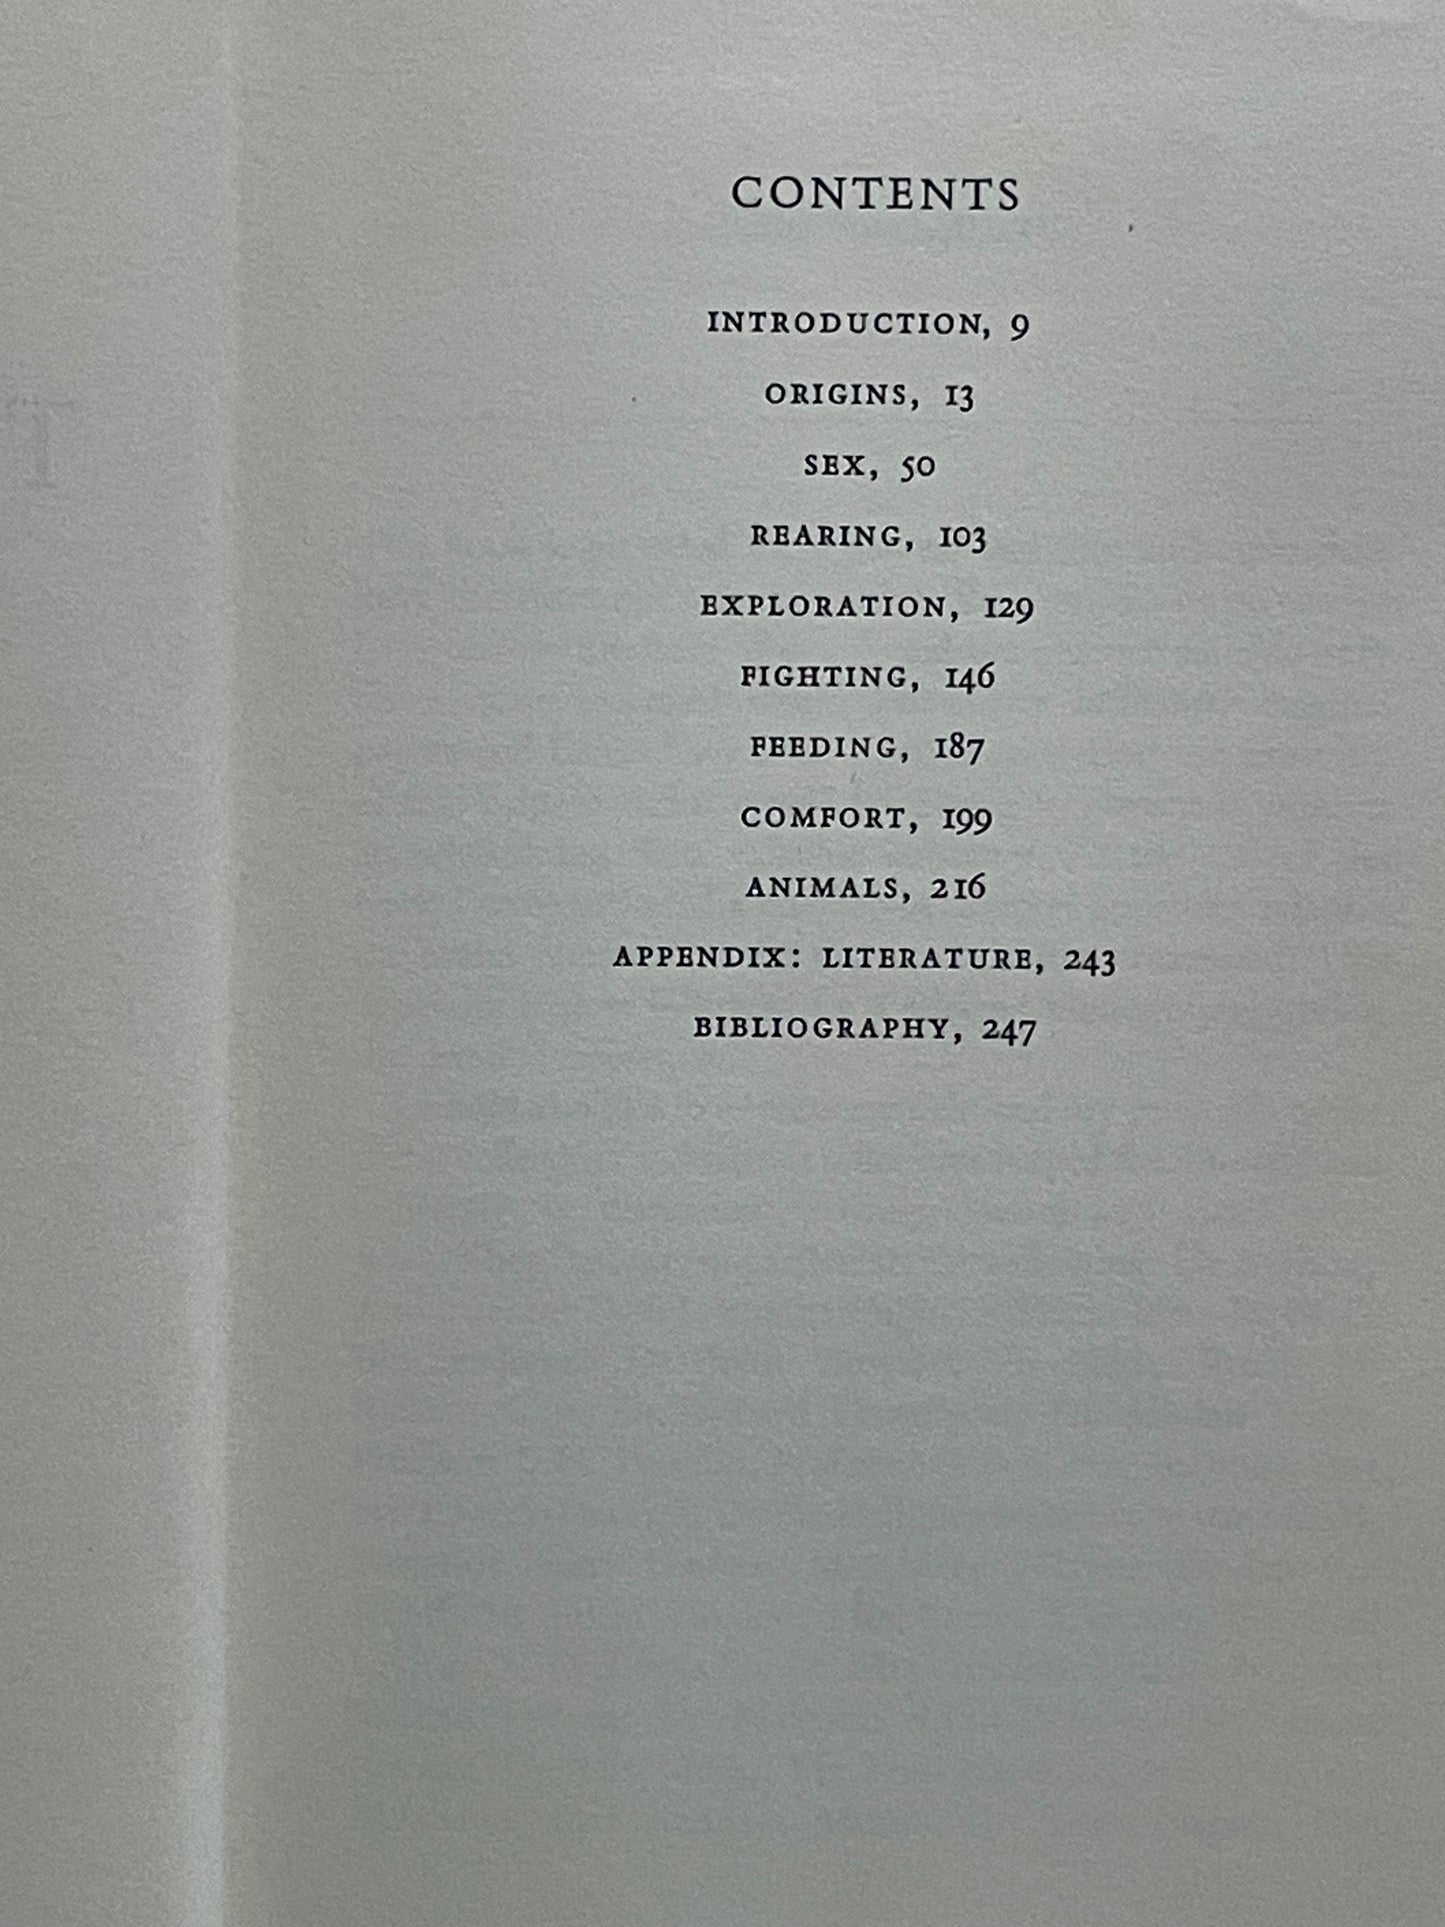 CONTENTS
INTRODUCTION, 9
ORIGINS, 13
SEX, 50
REARING, 103
EXPLORATION, 129
FIGHTING, 146
FEEDING, 187
COMFORT, 199
ANIMALS, 216
APPENDIX: LITERATURE, 243
BIBLIOGRAPHY, 247